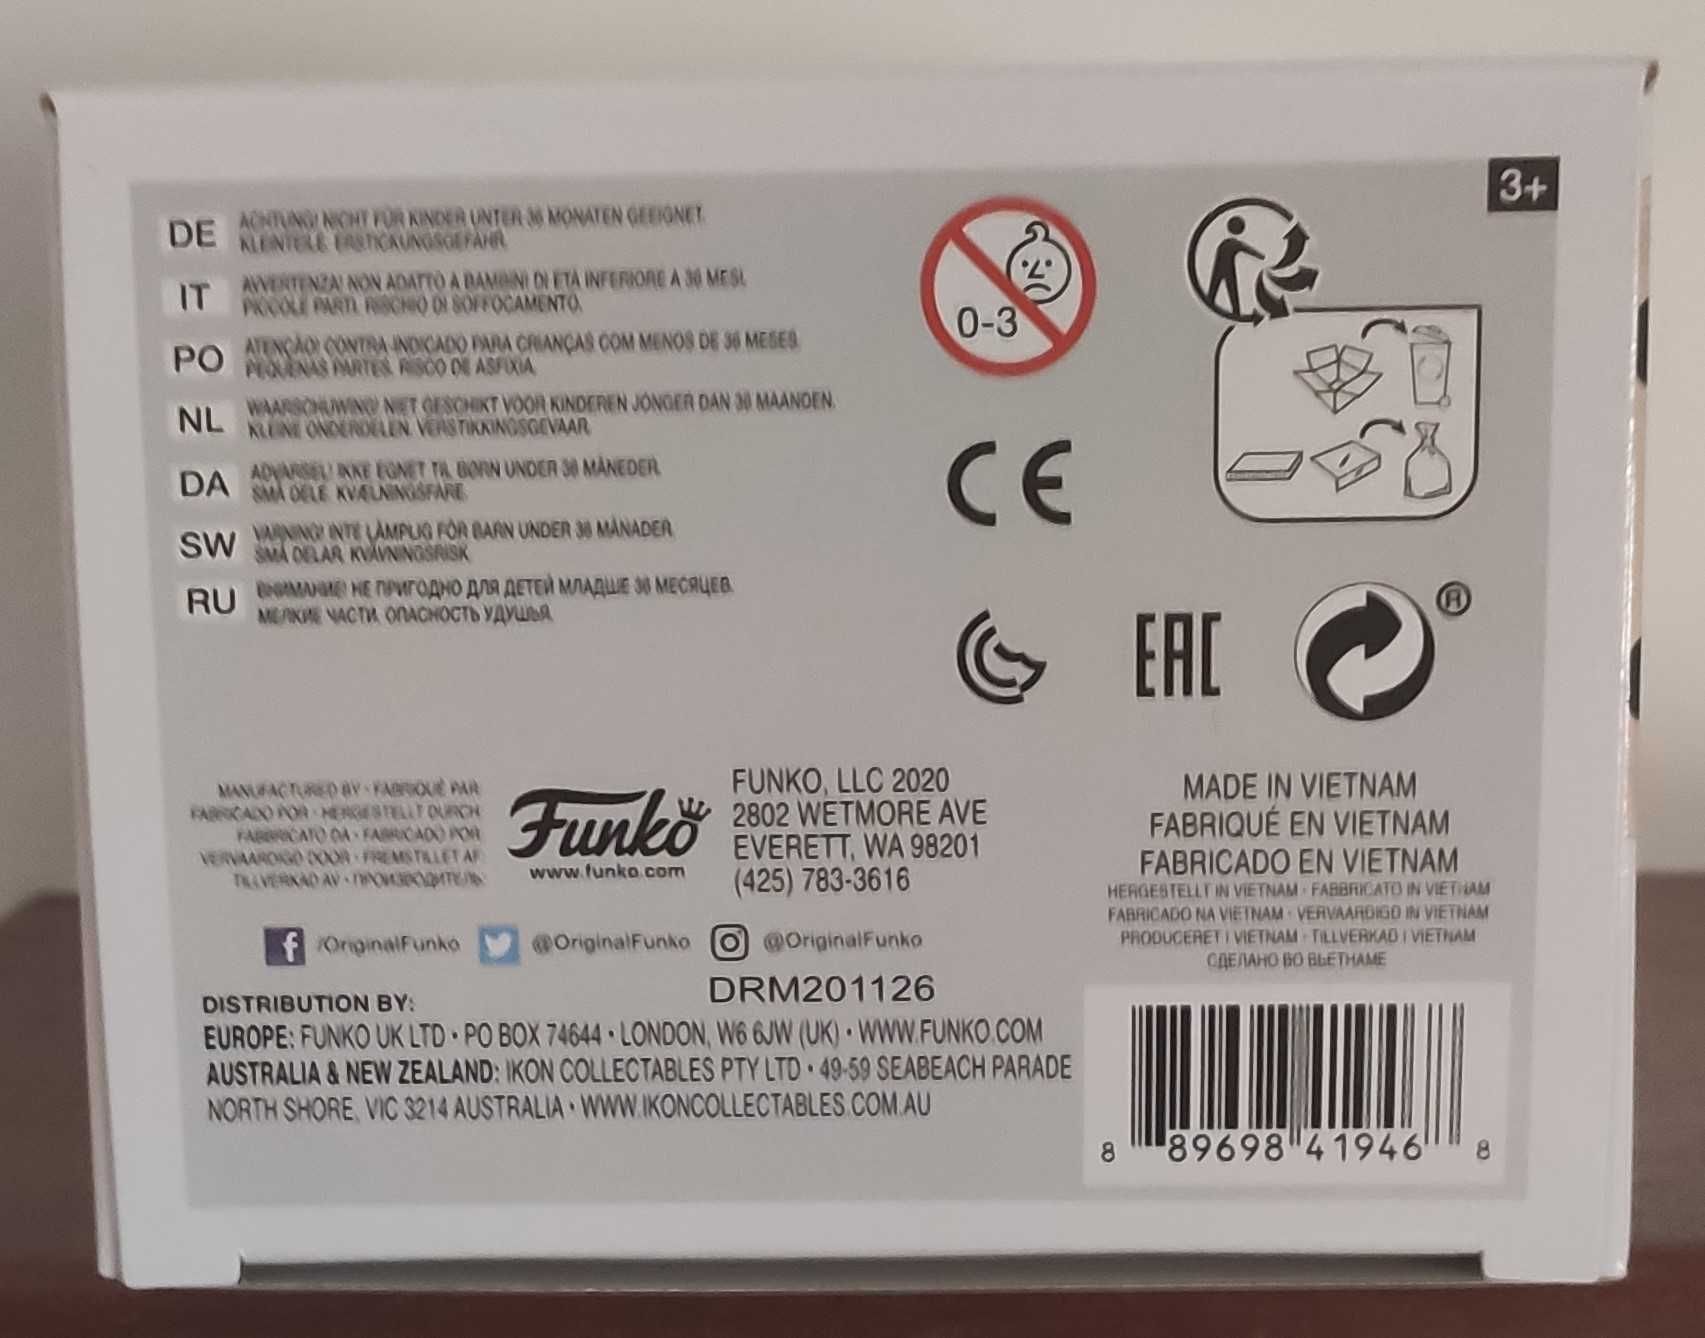 3+
DE
ACHTUNG! NICHT FÜR KINDER UNTER 36 MONATEN GEEIGNET.
KLEINTEILE. ERSTICKUNGSGEFAHR.
IT
AVVERTENZA! NON ADATTO A BAMBINI DI ETÀ INFERIORE A 36 MESI.
PICCOLE PARTI. RISCHIO DI SOFFOCAMENTO.
PO
ATENÇÃO! CONTRA-INDICADO PARA CRIANÇAS COM MENOS DE 36 MESES.
PEQUENAS PARTES. RISCO DE ASFIXIA.
NL
WAARSCHUWING! NIET GESCHIKT VOOR KINDEREN JONGER DAN 36 MAANDEN.
KLEINE ONDERDELEN. VERSTIKKINGSGEVAAR.
DA
ADVARSEL! IKKE EGNET TIL BØRN UNDER 36 MÅNEDER.
SMÅ DELE. KVÆLNINGSFARE.
SW
VARNING! INTE LÄMPLIG FÖR BARN UNDER 36 MÅNADER.
SMÅ DELAR. KVÄVNINGSRISK.
RU
ВНИМАНИЕ! НЕ ПРИГОДНО ДЛЯ ДЕТЕЙ МЛАДШЕ 36 МЕСЯЦЕВ.
МЕЛКИЕ ЧАСТИ. ОПАСНОСТЬ УДУШЬЯ.
0-3
CE
EAC
®
MANUFACTURED BY · FABRIQUÉ PAR
FABRICADO POR · HERGESTELLT DURCH
FABBRICATO DA · FABRICADO POR
VERVAARDIGD DOOR · FREMSTILLET AF
TILLVERKAD AV · ПРОИЗВОДИТЕЛЬ:
Funko
www.funko.com
FUNKO, LLC 2020
2802 WETMORE AVE
EVERETT, WA 98201
(425) 783-3616
f /OriginalFunko @OriginalFunko @OriginalFunko
DRM201126
DISTRIBUTION BY:
EUROPE: FUNKO UK LTD • PO BOX 74644 • LONDON, W6 6JW (UK) • WWW.FUNKO.COM
AUSTRALIA & NEW ZEALAND: IKON COLLECTABLES PTY LTD • 49-59 SEABEACH PARADE
NORTH SHORE, VIC 3214 AUSTRALIA • WWW.IKONCOLLECTABLES.COM.AU
MADE IN VIETNAM
FABRIQUÉ EN VIETNAM
FABRICADO EN VIETNAM
HERGESTELLT IN VIETNAM · FABBRICATO IN VIETNAM
FABRICADO NA VIETNAM · VERVAARDIGD IN VIETNAM
PRODUCERET I VIETNAM · TILLVERKAD I VIETNAM
СДЕЛАНО ВО ВЬЕТНАМЕ
8 89698 41946 8